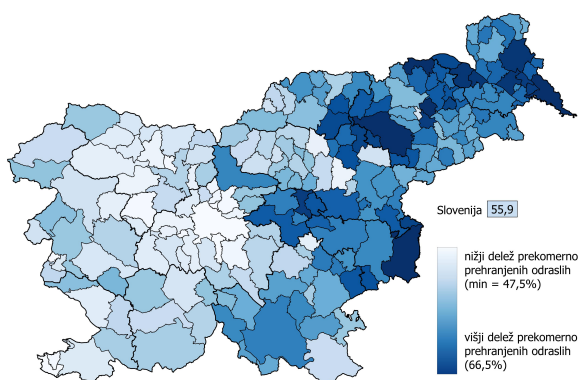 Slovenija 55,9
nižji delež prekomerno
prehranjenih odraslih
(min = 47,5%)
višji delež prekomerno
prehranjenih odraslih
(66,5%)